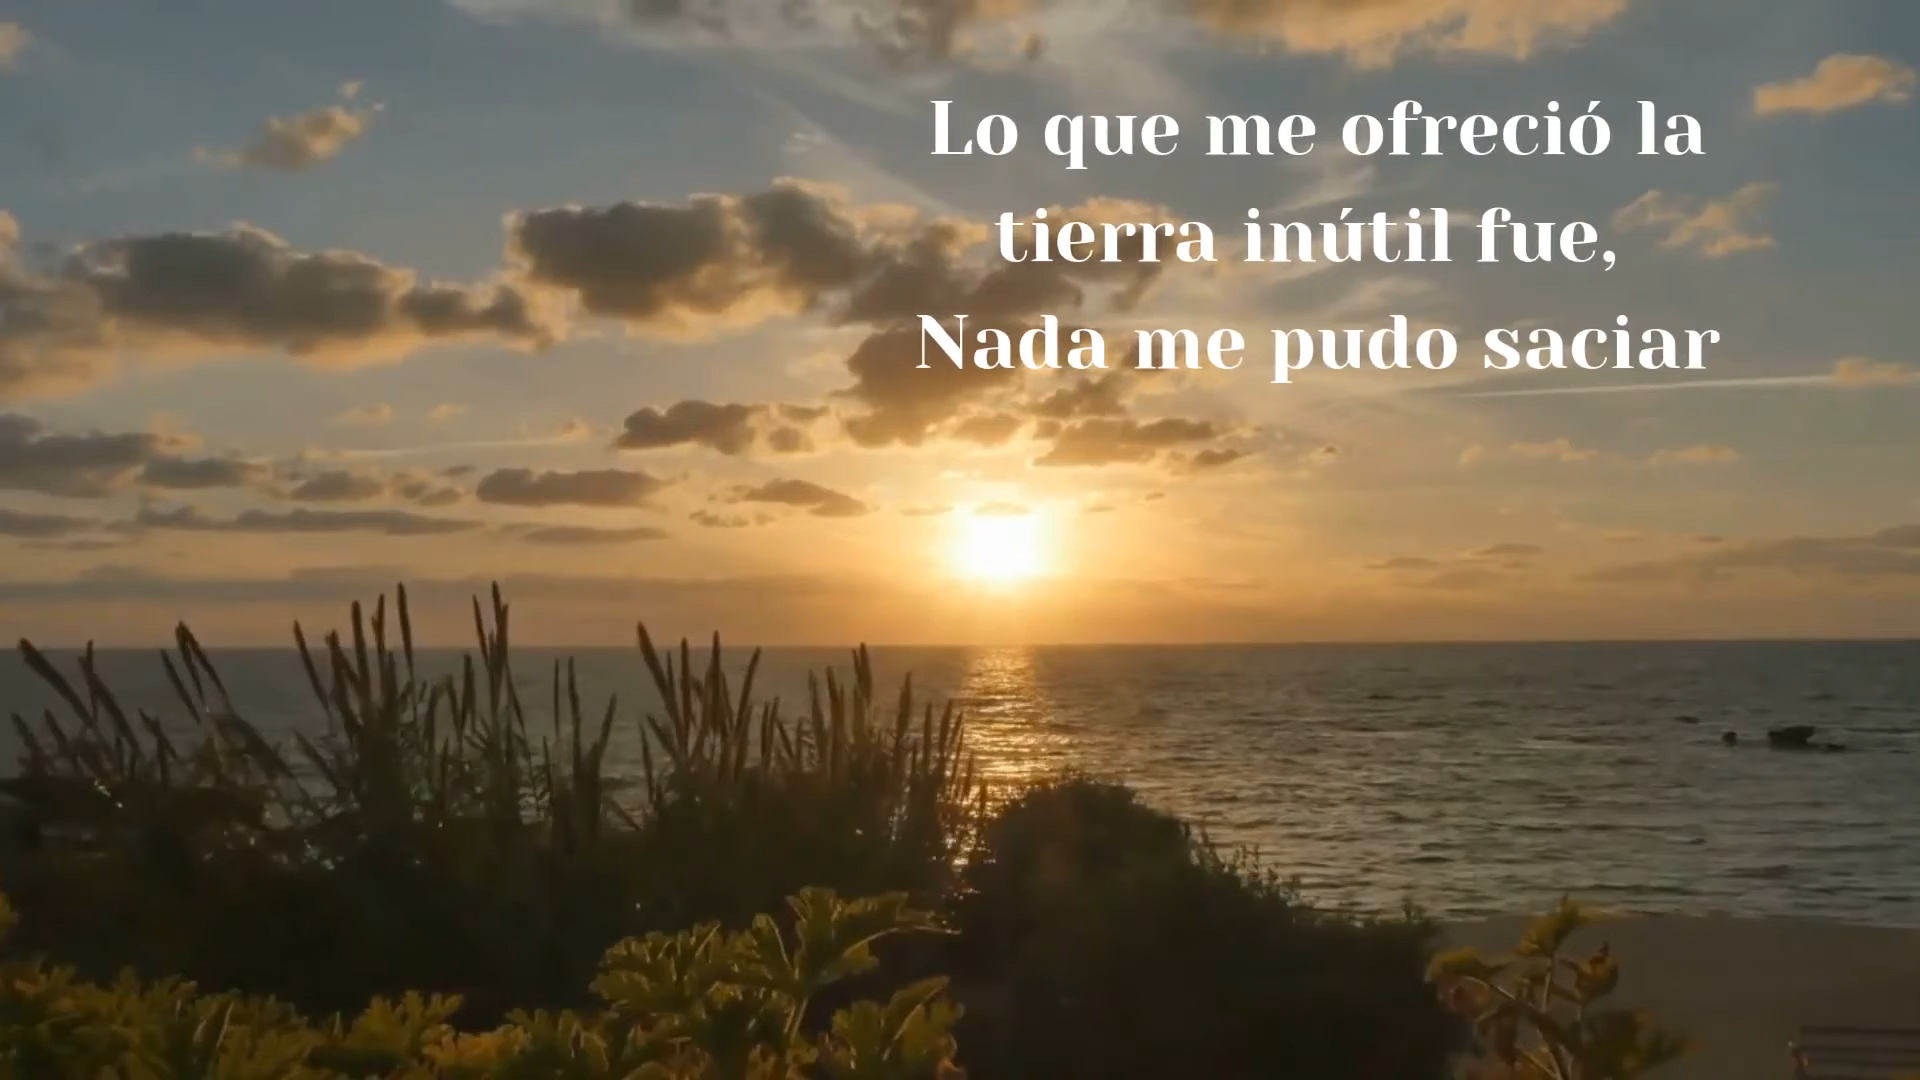 Lo que me ofreció la
tierra inútil fue,
Nada me pudo saciar